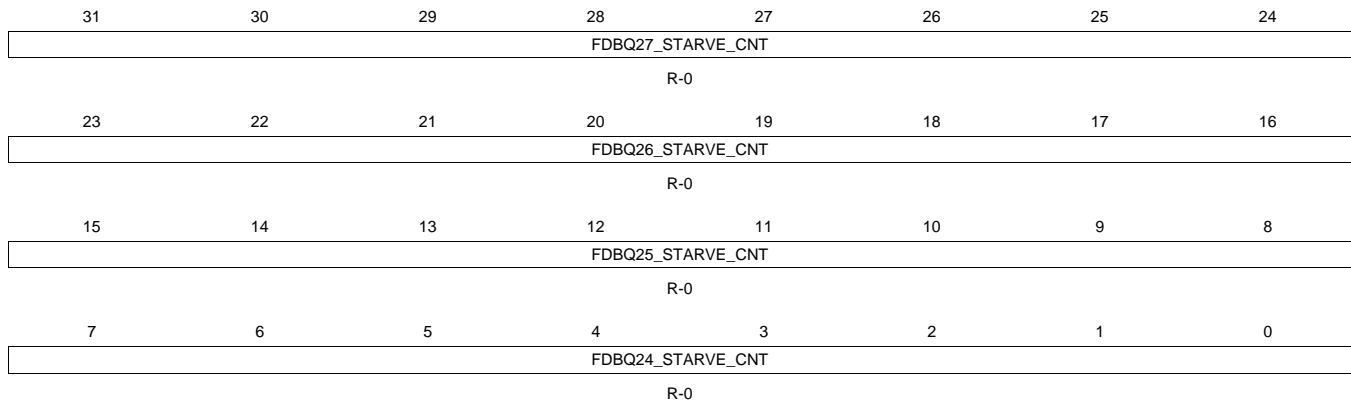 31 30 29 28 27 26 25 24
FDBQ27_STARVE_CNT
R-0
23 22 21 20 19 18 17 16
FDBQ26_STARVE_CNT
R-0
15 14 13 12 11 10 9 8
FDBQ25_STARVE_CNT
R-0
7 6 5 4 3 2 1 0
FDBQ24_STARVE_CNT
R-0